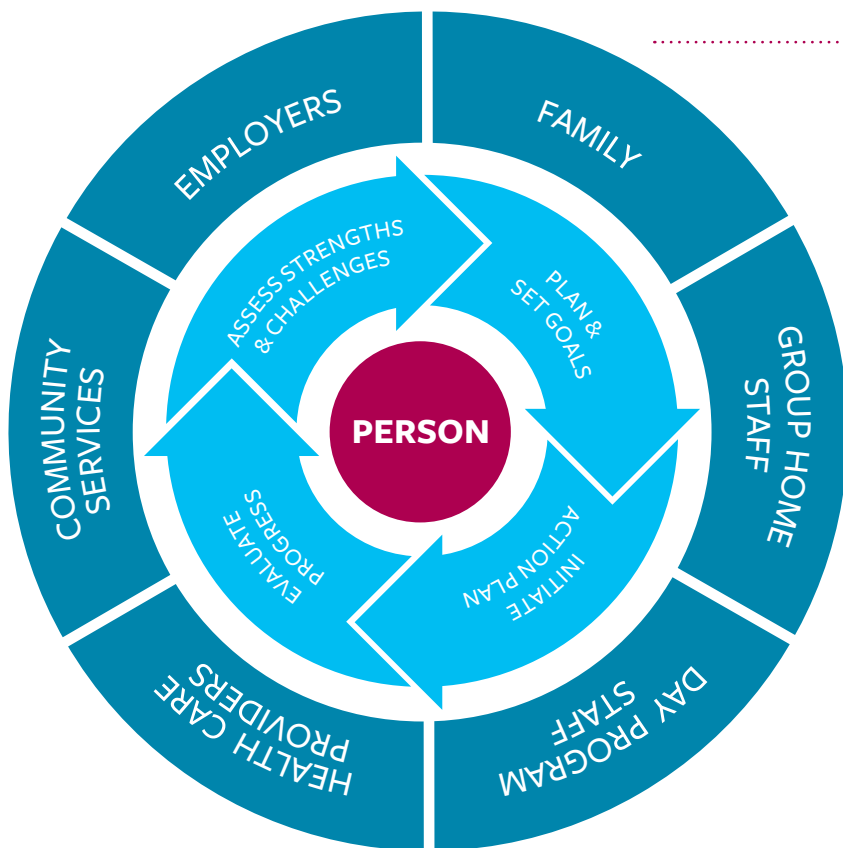 EMPLOYERS
FAMILY
GROUP HOME
STAFF
DAY PROGRAM
STAFF
HEALTH CARE
PROVIDERS
COMMUNITY
SERVICES
ASSESS STRENGTHS
& CHALLENGES
PLAN &
SET GOALS
INITIATE
ACTION PLAN
EVALUATE
PROGRESS
PERSON